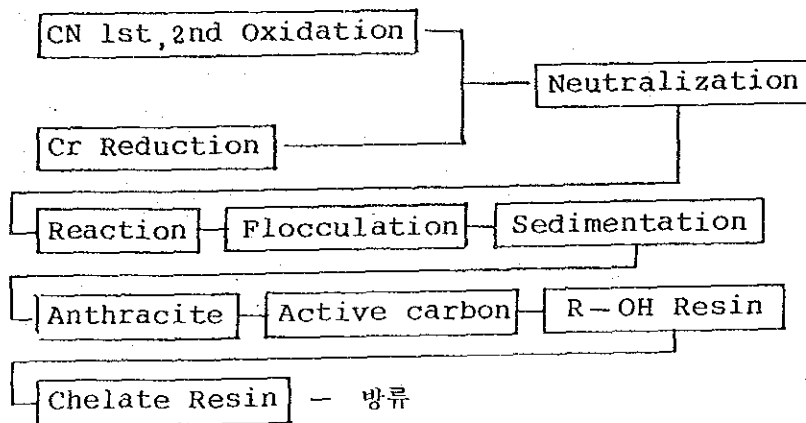 CN 1st,2nd Oxidation
Neutralization
Cr Reduction
Reaction Flocculation Sedimentation
Anthracite Active carbon R-OH Resin
Chelate Resin - 방류